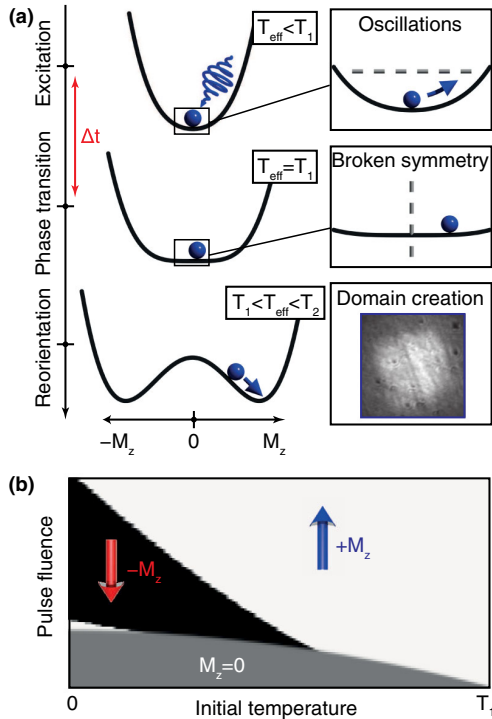 (a)
Excitation
Δt
Phase transition
Reorientation
T_eff<T_1
Oscillations
T_eff=T_1
Broken symmetry
T_1<T_eff<T_2
Domain creation
−M_z
0
M_z
(b)
Pulse fluence
−M_z
+M_z
M_z=0
0
Initial temperature
T_1